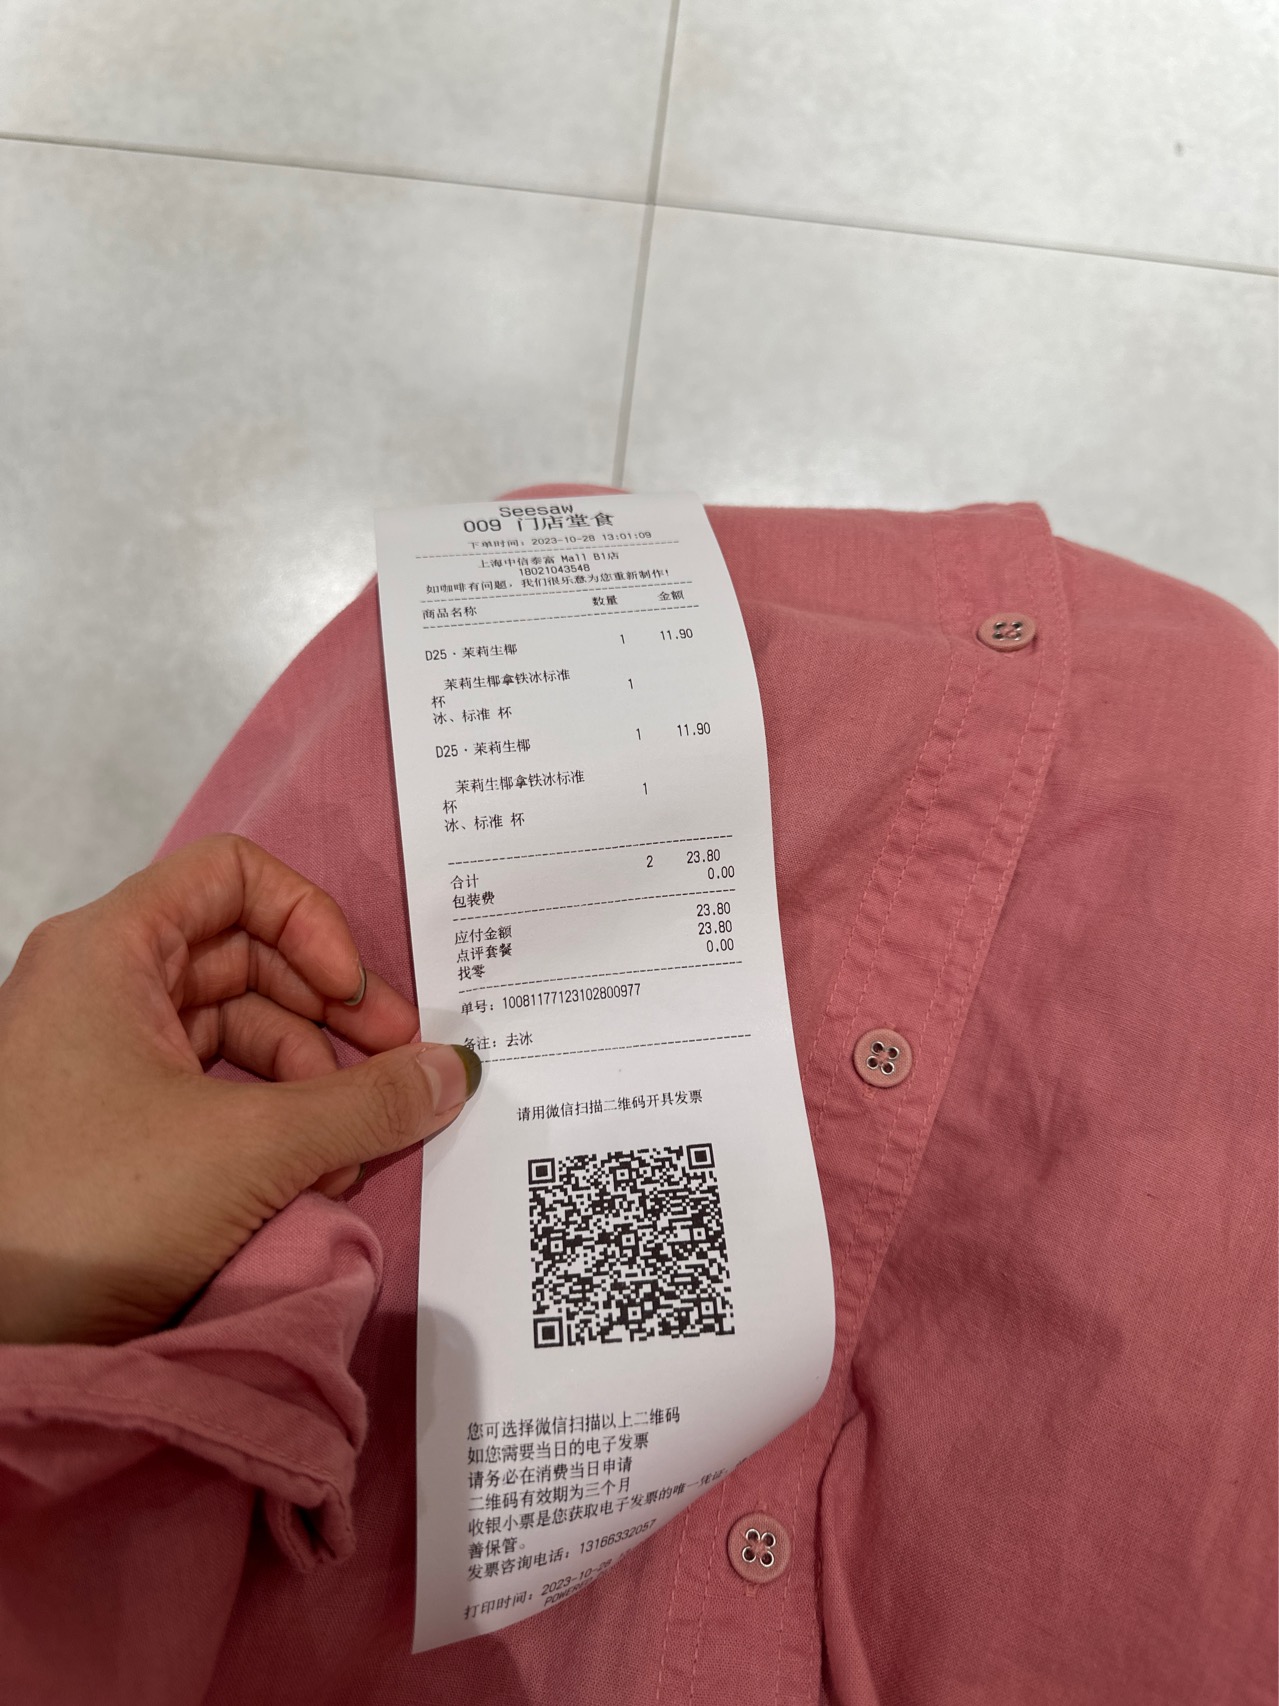 Seesaw
009 门店堂食
下单时间：2023-10-28 13:01:09
上海中信泰富 Mall B1店
18021043548
如咖啡有问题，我们很乐意为您重新制作！
商品名称 数量 金额
D25·茉莉生椰 1 11.90
茉莉生椰拿铁冰标准 1
杯
冰、标准 杯
D25·茉莉生椰 1 11.90
茉莉生椰拿铁冰标准 1
杯
冰、标准 杯
合计 2 23.80
包装费 0.00
应付金额 23.80
点评套餐 23.80
找零 0.00
单号：10081177123102800977
备注：去冰
请用微信扫描二维码开具发票
您可选择微信扫描以上二维码
如您需要当日的电子发票
请务必在消费当日申请
二维码有效期为三个月
收银小票是您获取电子发票的唯一凭证
善保管。
发票咨询电话：13166332057
打印时间：2023-10-28